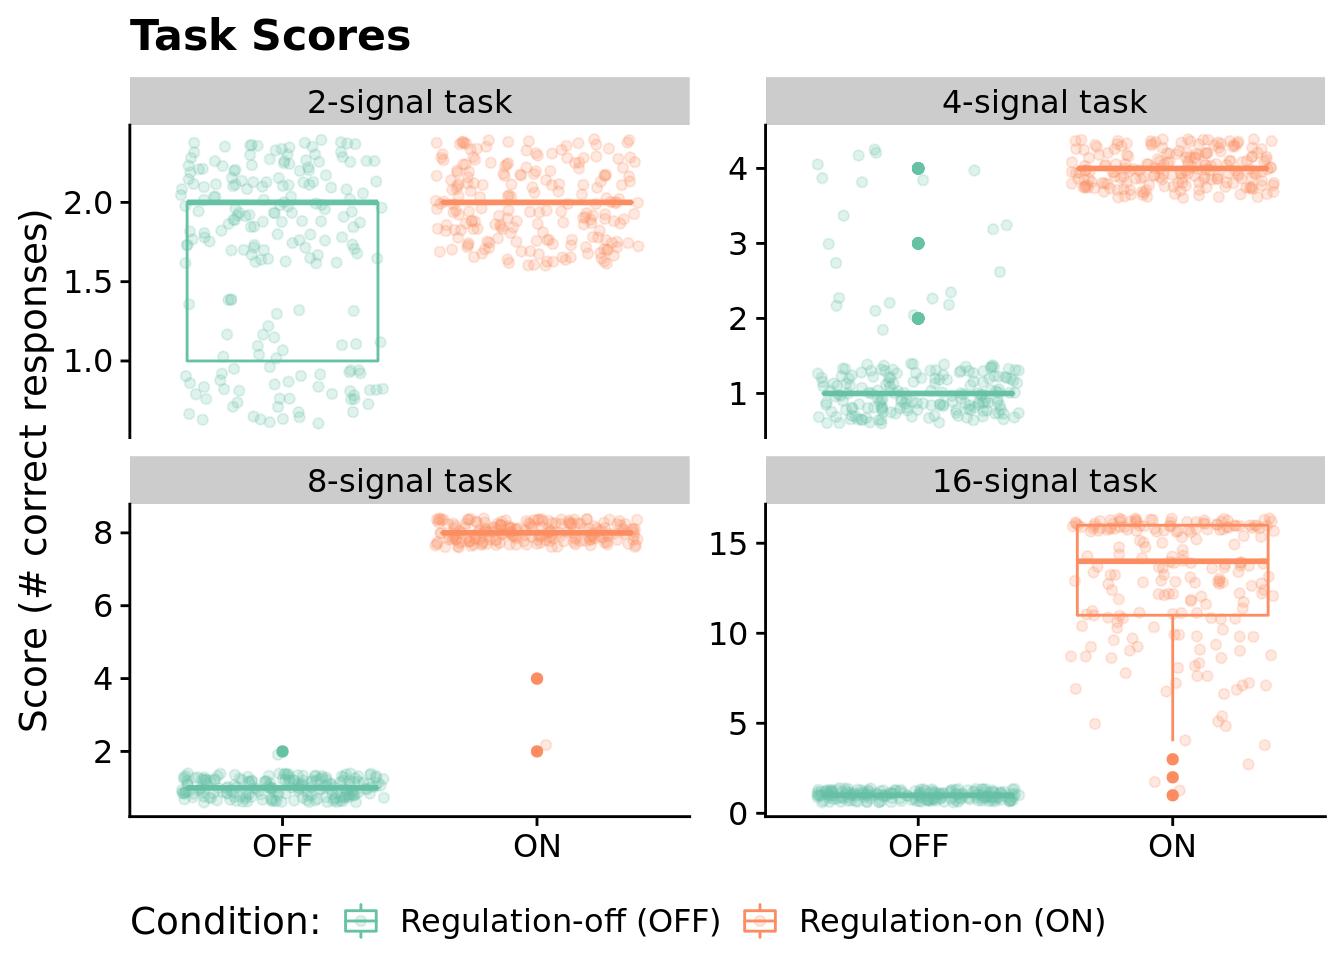 Task Scores
2-signal task
4-signal task
2.0
1.5
1.0
4
3
2
1
Score (# correct responses)
8-signal task
16-signal task
8
6
4
2
15
10
5
0
OFF
ON
OFF
ON
Condition:
Regulation-off (OFF)
Regulation-on (ON)